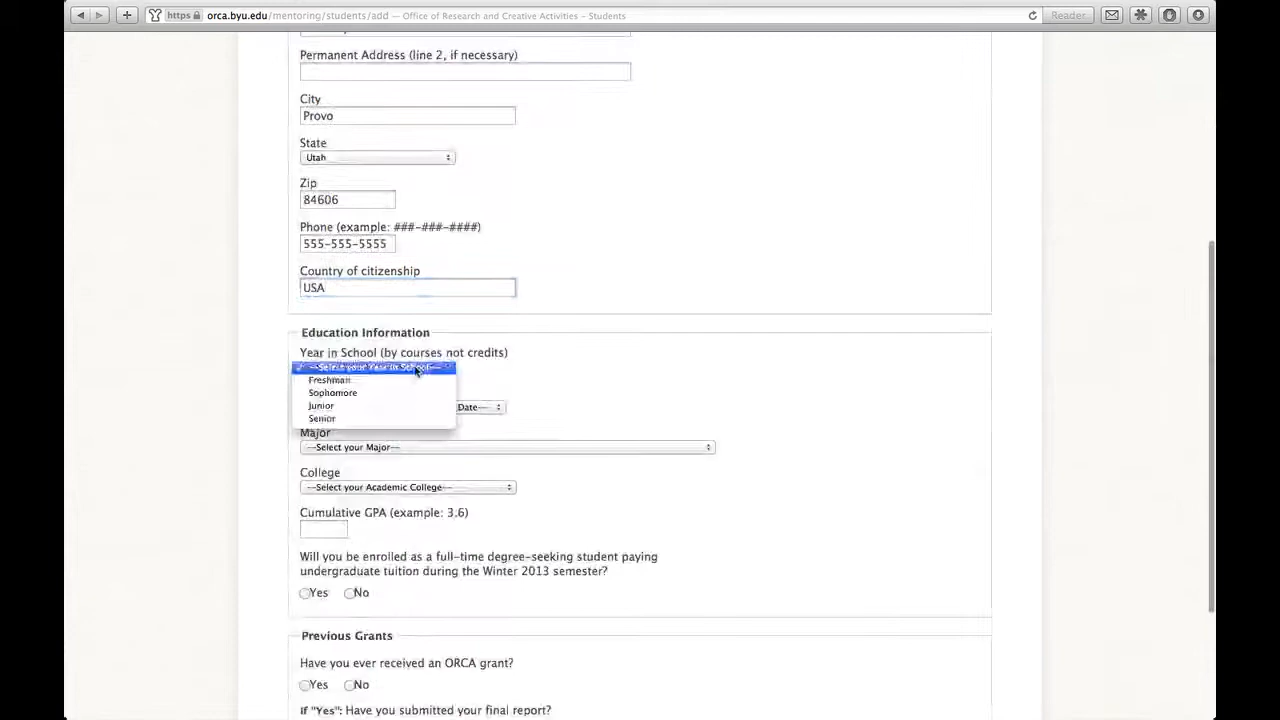 https orca.byu.edu/mentoring/students/add — Office of Research and Creative Activities – Students
Reader
Permanent Address (line 2, if necessary)
City
Provo
State
Utah
Zip
84606
Phone (example: ###-###-####)
555-555-5555
Country of citizenship
USA
Education Information
Year in School (by courses not credits)
—Select your Year in School—
Freshman
Sophomore
Junior
Senior
Date—
Major
—Select your Major—
College
—Select your Academic College—
Cumulative GPA (example: 3.6)
Will you be enrolled as a full-time degree-seeking student paying
undergraduate tuition during the Winter 2013 semester?
Yes No
Previous Grants
Have you ever received an ORCA grant?
Yes No
If "Yes": Have you submitted your final report?